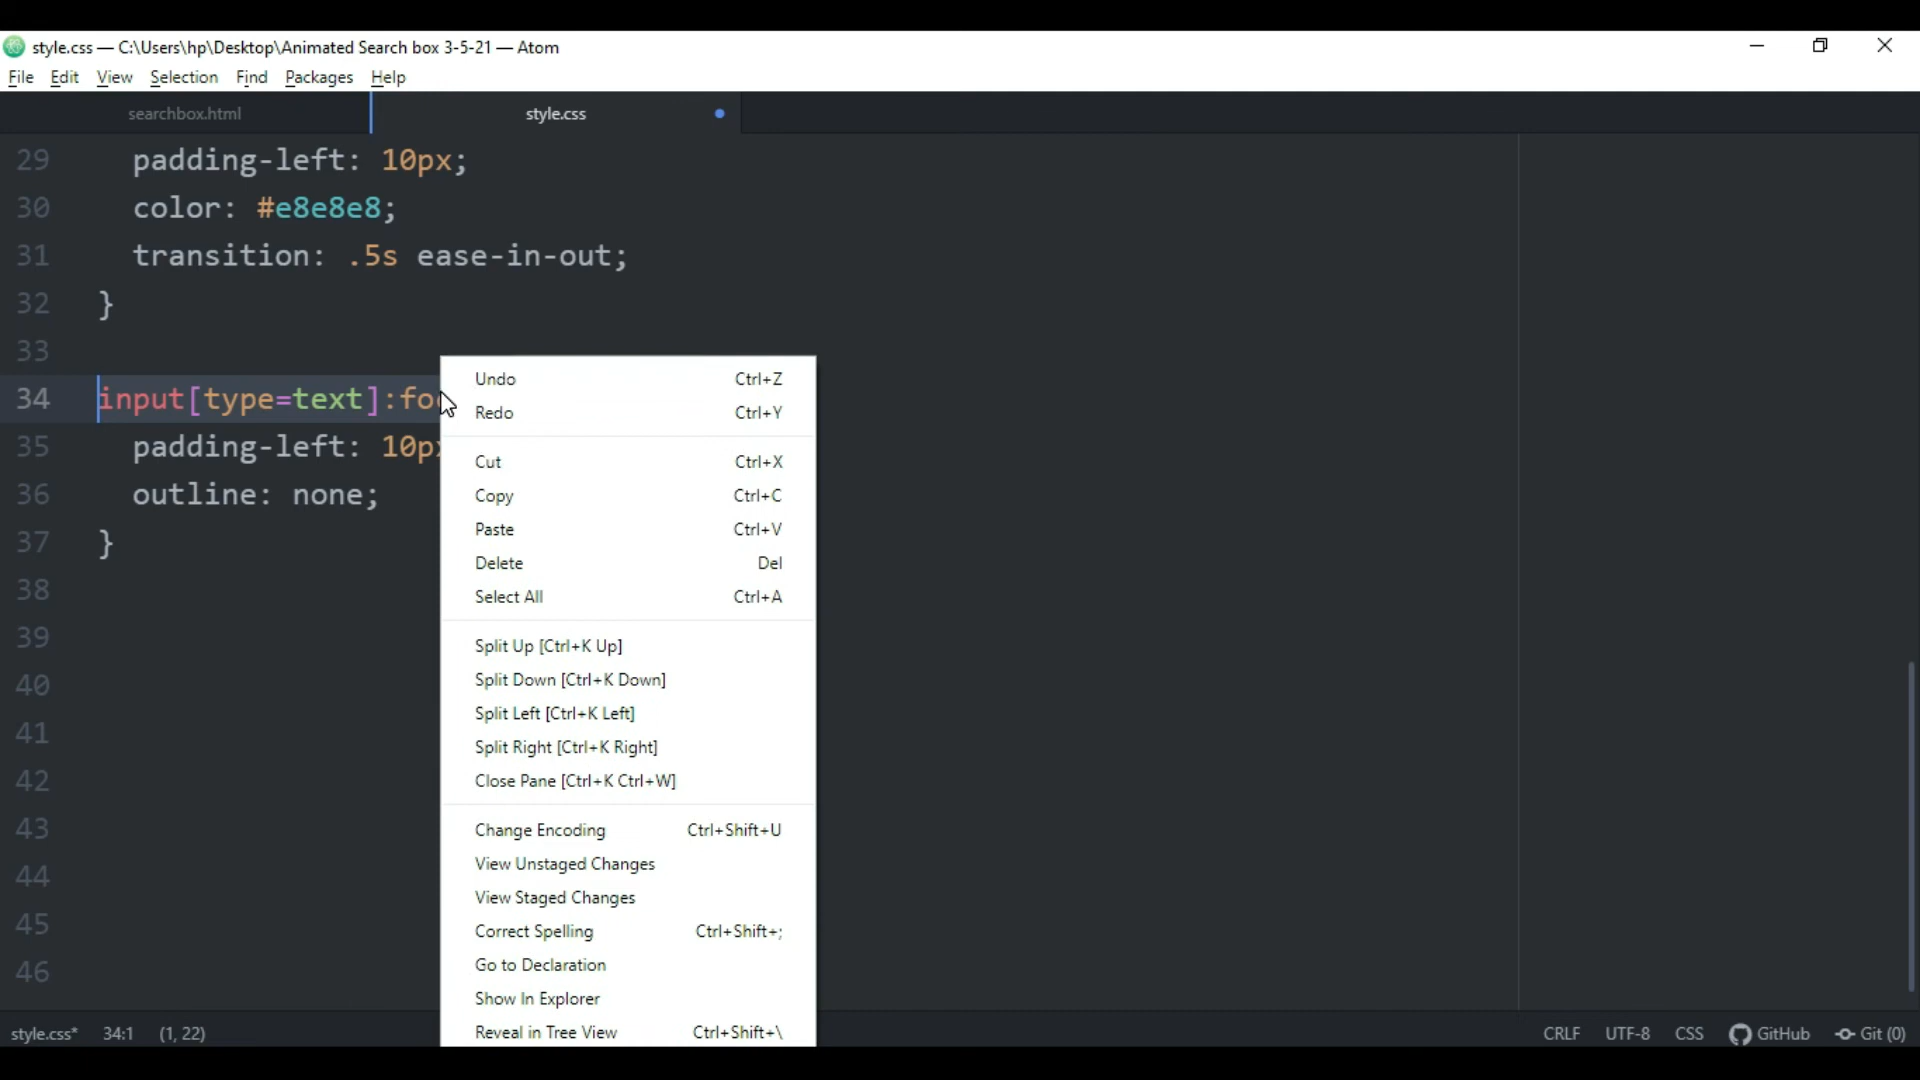 style.css — C:\Users\hp\Desktop\Animated Search box 3-5-21 — Atom
File Edit View Selection Find Packages Help
searchbox.html style.css
29 padding-left: 10px;
30 color: #e8e8e8;
31 transition: .5s ease-in-out;
32 }
33
34 input[type=text]:fo
35 padding-left: 10p
36 outline: none;
37 }
38
39
40
41
42
43
44
45
46
Undo Ctrl+Z
Redo Ctrl+Y
Cut Ctrl+X
Copy Ctrl+C
Paste Ctrl+V
Delete Del
Select All Ctrl+A
Split Up [Ctrl+K Up]
Split Down [Ctrl+K Down]
Split Left [Ctrl+K Left]
Split Right [Ctrl+K Right]
Close Pane [Ctrl+K Ctrl+W]
Change Encoding Ctrl+Shift+U
View Unstaged Changes
View Staged Changes
Correct Spelling Ctrl+Shift+;
Go to Declaration
Show In Explorer
Reveal in Tree View Ctrl+Shift+\
style.css* 34:1 (1, 22) CRLF UTF-8 CSS GitHub Git (0)